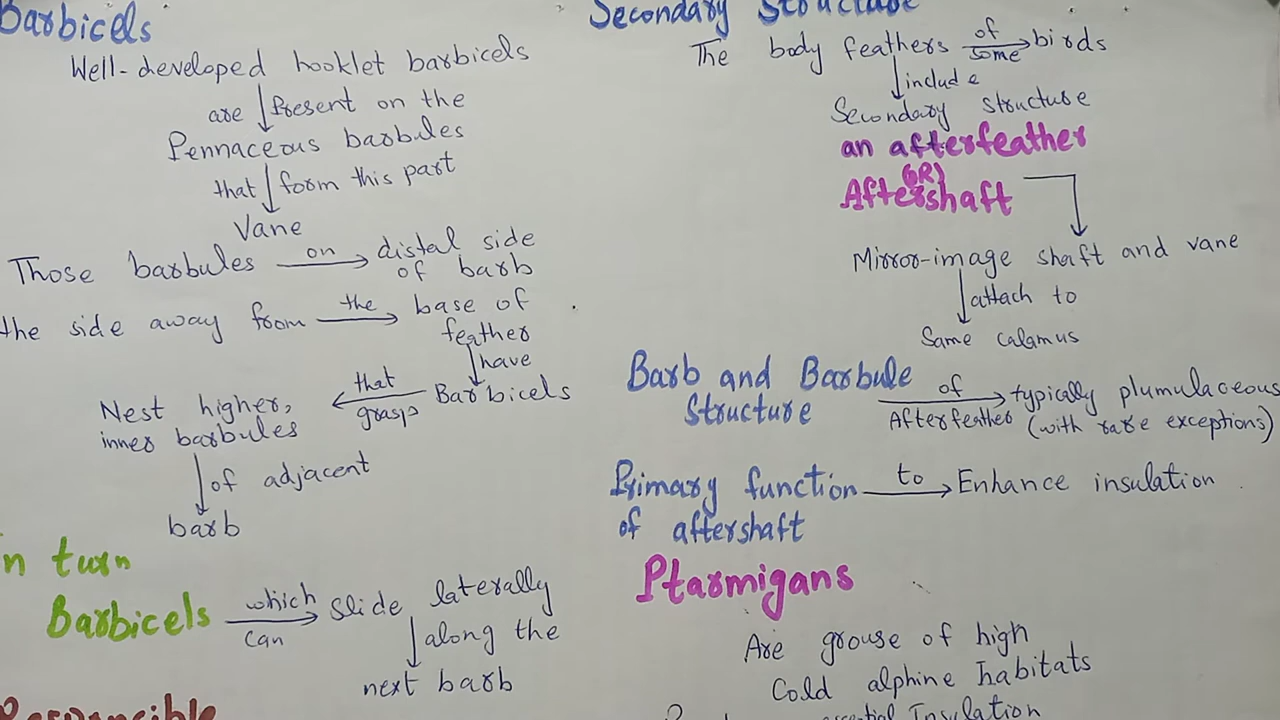 Barbicels
Well-developed hooklet barbicels
are present on the
Pennaceous barbules
that form this part
Vane
Those barbules on distal side
of barb
the side away from the base of
feather
have
Barbicels
that
grasp
Nest higher,
inner barbules
of adjacent
barb
n turn
Barbicels which can slide laterally
along the
next barb
Responcible
Secondary Structure
The body feathers of some birds
include
Secondary structure
an afterfeather
(OR)
Aftershaft
Mirror-image shaft and vane
attach to
Same calamus
Barb and Barbule
Structure
of
Afterfeather
typically plumulaceous
(with rare exceptions)
Primary function to Enhance insulation
of aftershaft
Ptarmigans
Are grouse of high
Cold alphine habitats
Insulation